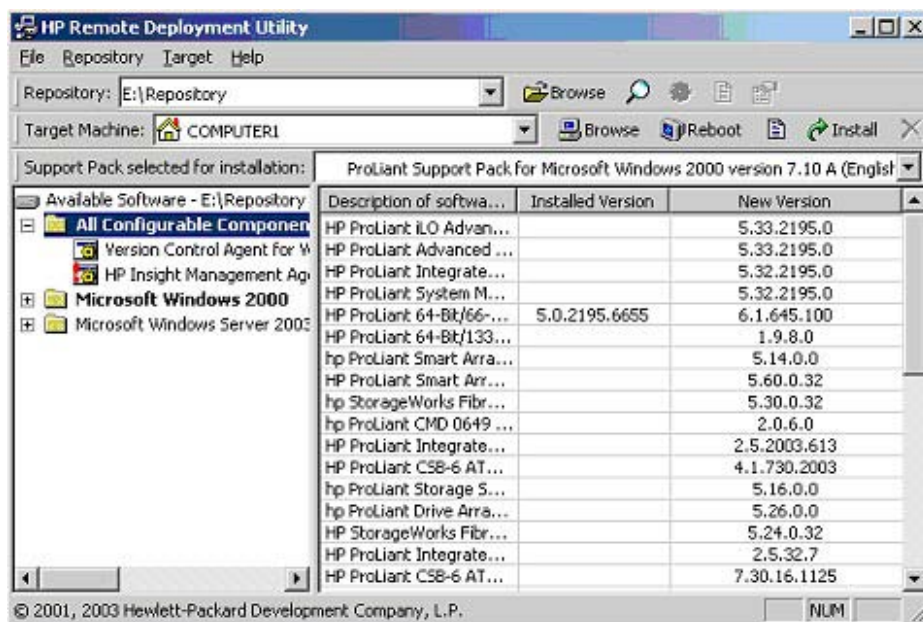 HP Remote Deployment Utility
File Repository Target Help
Repository: E:\Repository Browse
Target Machine: COMPUTER1 Browse Reboot Install
Support Pack selected for installation: ProLiant Support Pack for Microsoft Windows 2000 version 7.10 A (English
Available Software - E:\Repository
All Configurable Componen
Version Control Agent for W
HP Insight Management Ag
Microsoft Windows 2000
Microsoft Windows Server 2003
Description of softwa... Installed Version New Version
HP ProLiant iLO Advan... 5.33.2195.0
HP ProLiant Advanced ... 5.33.2195.0
HP ProLiant Integrate... 5.32.2195.0
HP ProLiant System M... 5.32.2195.0
HP ProLiant 64-Bit/66-... 5.0.2195.6655 6.1.645.100
HP ProLiant 64-Bit/133... 1.9.8.0
hp ProLiant Smart Arra... 5.14.0.0
HP ProLiant Smart Arr... 5.60.0.32
hp StorageWorks Fibr... 5.30.0.32
hp ProLiant CMD 0649 ... 2.0.6.0
HP ProLiant Integrate... 2.5.2003.613
HP ProLiant CSB-6 AT... 4.1.730.2003
hp ProLiant Storage S... 5.16.0.0
hp ProLiant Drive Arra... 5.26.0.0
HP StorageWorks Fibr... 5.24.0.32
HP ProLiant Integrate... 2.5.32.7
HP ProLiant CSB-6 AT... 7.30.16.1125
© 2001, 2003 Hewlett-Packard Development Company, L.P. NUM